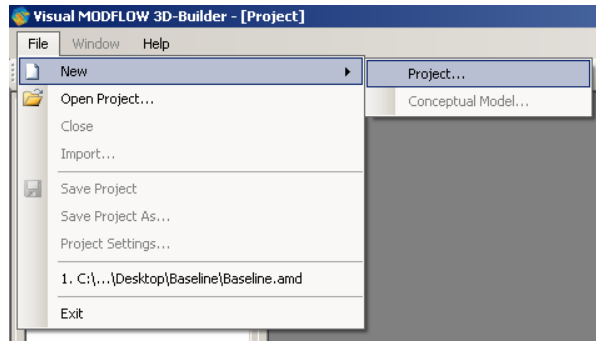 Visual MODFLOW 3D-Builder - [Project]
File Window Help
New
Project...
Open Project...
Conceptual Model...
Close
Import...
Save Project
Save Project As...
Project Settings...
1. C:\...\Desktop\Baseline\Baseline.amd
Exit